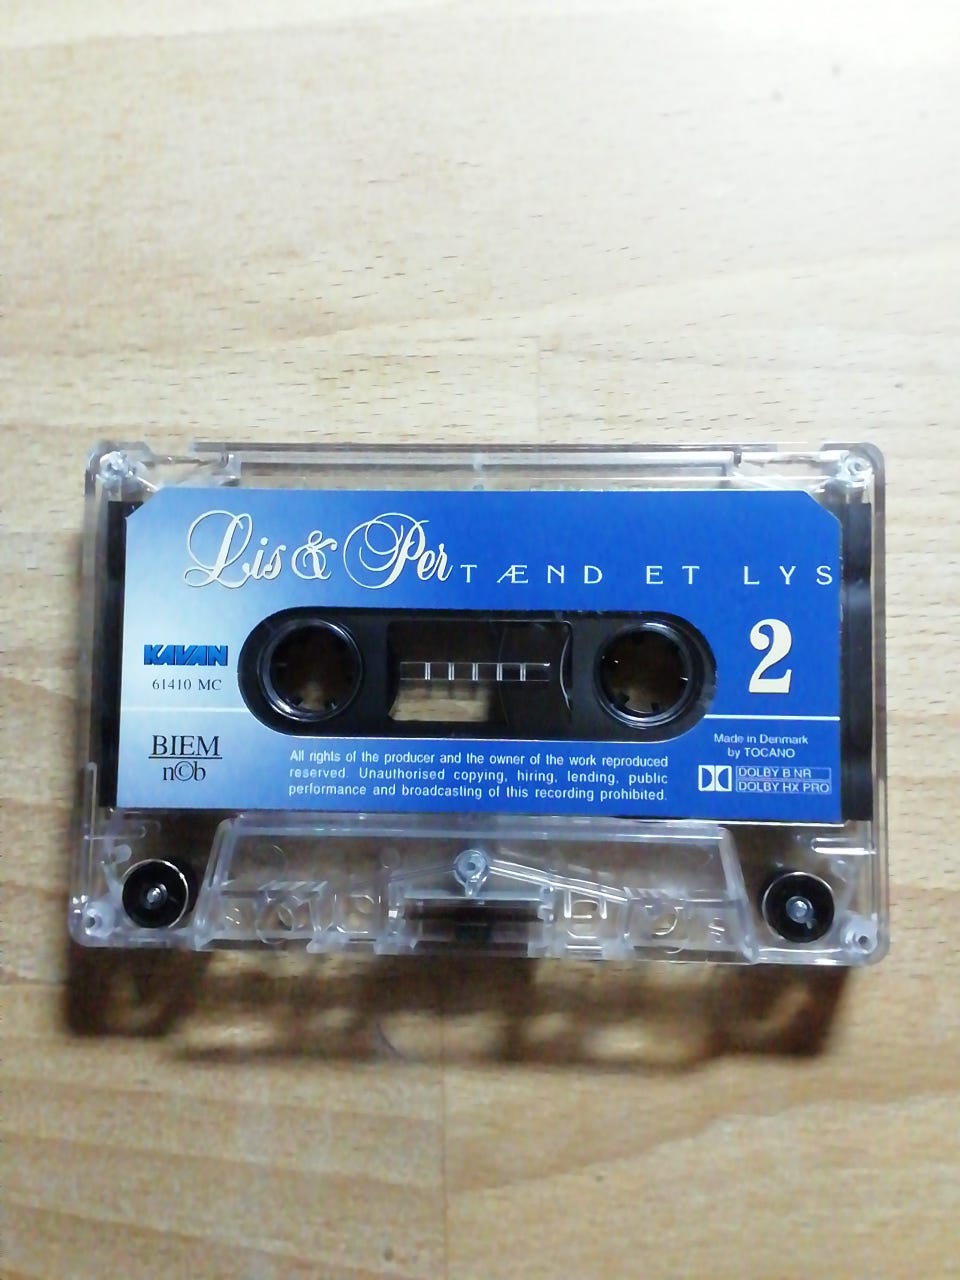 Lis & Per TÆND ET LYS
KAVAN
61410 MC
2
BIEM
n©b
All rights of the producer and the owner of the work reproduced
reserved. Unauthorised copying, hiring, lending, public
performance and broadcasting of this recording prohibited.
Made in Denmark
by TOCANO
DOLBY B NR
DOLBY HX PRO